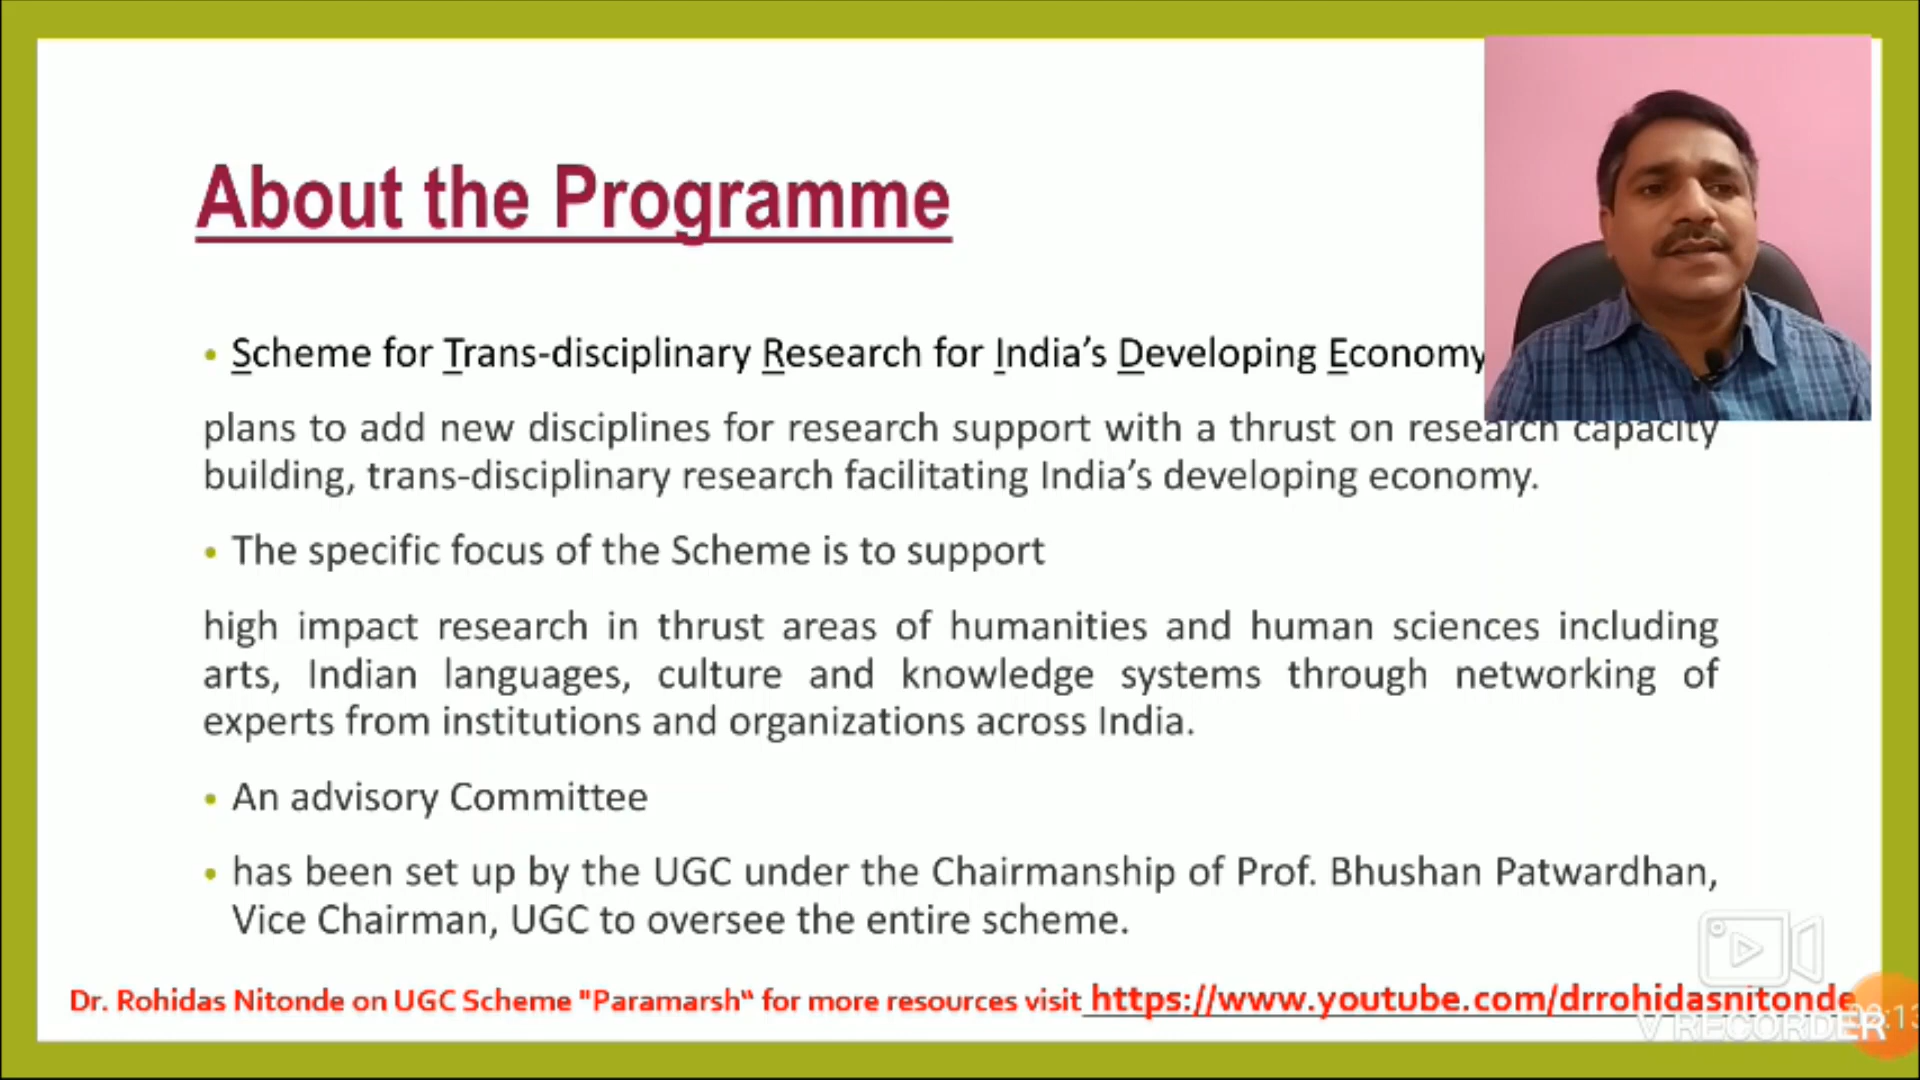 About the Programme
• Scheme for Trans-disciplinary Research for India’s Developing Economy
plans to add new disciplines for research support with a thrust on research capacity
building, trans-disciplinary research facilitating India’s developing economy.
• The specific focus of the Scheme is to support
high impact research in thrust areas of humanities and human sciences including
arts, Indian languages, culture and knowledge systems through networking of
experts from institutions and organizations across India.
• An advisory Committee
• has been set up by the UGC under the Chairmanship of Prof. Bhushan Patwardhan,
Vice Chairman, UGC to oversee the entire scheme.
Dr. Rohidas Nitonde on UGC Scheme "Paramarsh“ for more resources visit https://www.youtube.com/drrohidasnitonde
V RECORDER